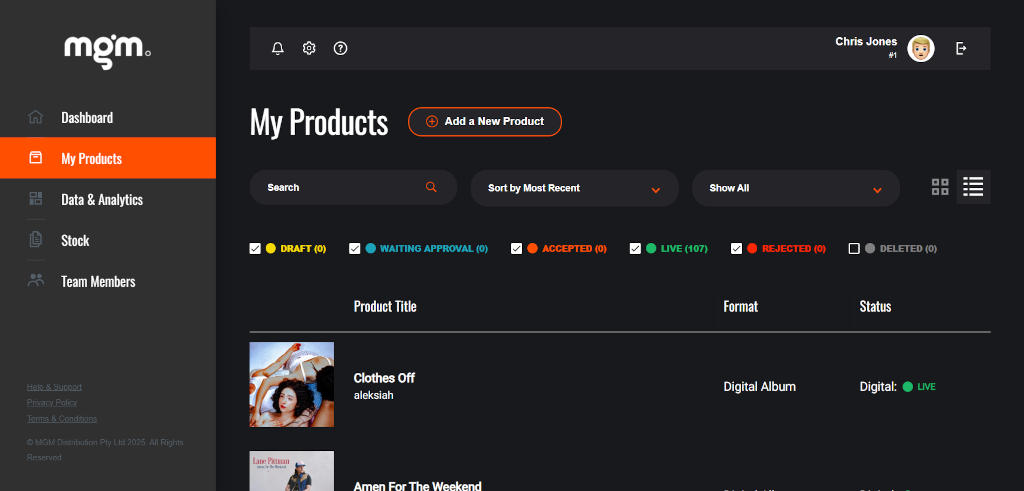 mgm
Dashboard
My Products
Data & Analytics
Stock
Team Members
Help & Support
Privacy Policy
Terms & Conditions
© MGM Distribution Pty Ltd 2025. All Rights
Reserved
Chris Jones
#1
My Products
Add a New Product
Search
Sort by Most Recent
Show All
DRAFT (0)
WAITING APPROVAL (0)
ACCEPTED (0)
LIVE (107)
REJECTED (0)
DELETED (0)
Product Title
Format
Status
Clothes Off
aleksiah
Digital Album
Digital:
LIVE
Lane Pittman
Amen For The Weekend
Amen For The Weekend